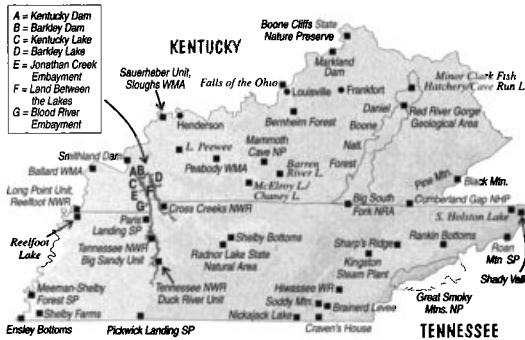 A = Kentucky Dam
B = Barkley Dam
C = Kentucky Lake
D = Barkley Lake
E = Jonathan Creek
Embayment
F = Land Between
the Lakes
G = Blood River
Embayment
KENTUCKY
Boone Cliffs State
Nature Preserve
Markland
Dam
Sauerheber Unit,
Sloughs WMA
Falls of the Ohio
Louisville
Frankfort
Minor Clark Fish
Hatchery/Cave Run L.
Henderson
Bernheim Forest
Daniel
Boone
Natl.
Forest
Red River Gorge
Geological Area
L. Peewee
Mammoth
Cave NP
Smithland Dam
Peabody WMA
Barren
River L.
Ballard WMA
A
B
C
D
E
F
G
McElroy L./
Chaney L.
Pine Mtn.
Black Mtn.
Long Point Unit,
Reelfoot NWR
Cross Creeks NWR
Big South
Fork NRA
Cumberland Gap NHP
S. Holston Lake
Paris
Landing SP
Reelfoot
Lake
Shelby Bottoms
Sharp's Ridge
Rankin Bottoms
Roan
Mtn SP
Tennessee NWR
Big Sandy Unit
Radnor Lake State
Natural Area
Kingston
Steam Plant
Shady Vall
Meeman-Shelby
Forest SP
Tennessee NWR
Duck River Unit
Hiwassee WR
Great Smoky
Mtns. NP
Soddy Mtn.
Brainerd Levee
Shelby Farms
Ensley Bottoms
Pickwick Landing SP
Nickajack Lake
Craven's House
TENNESSEE